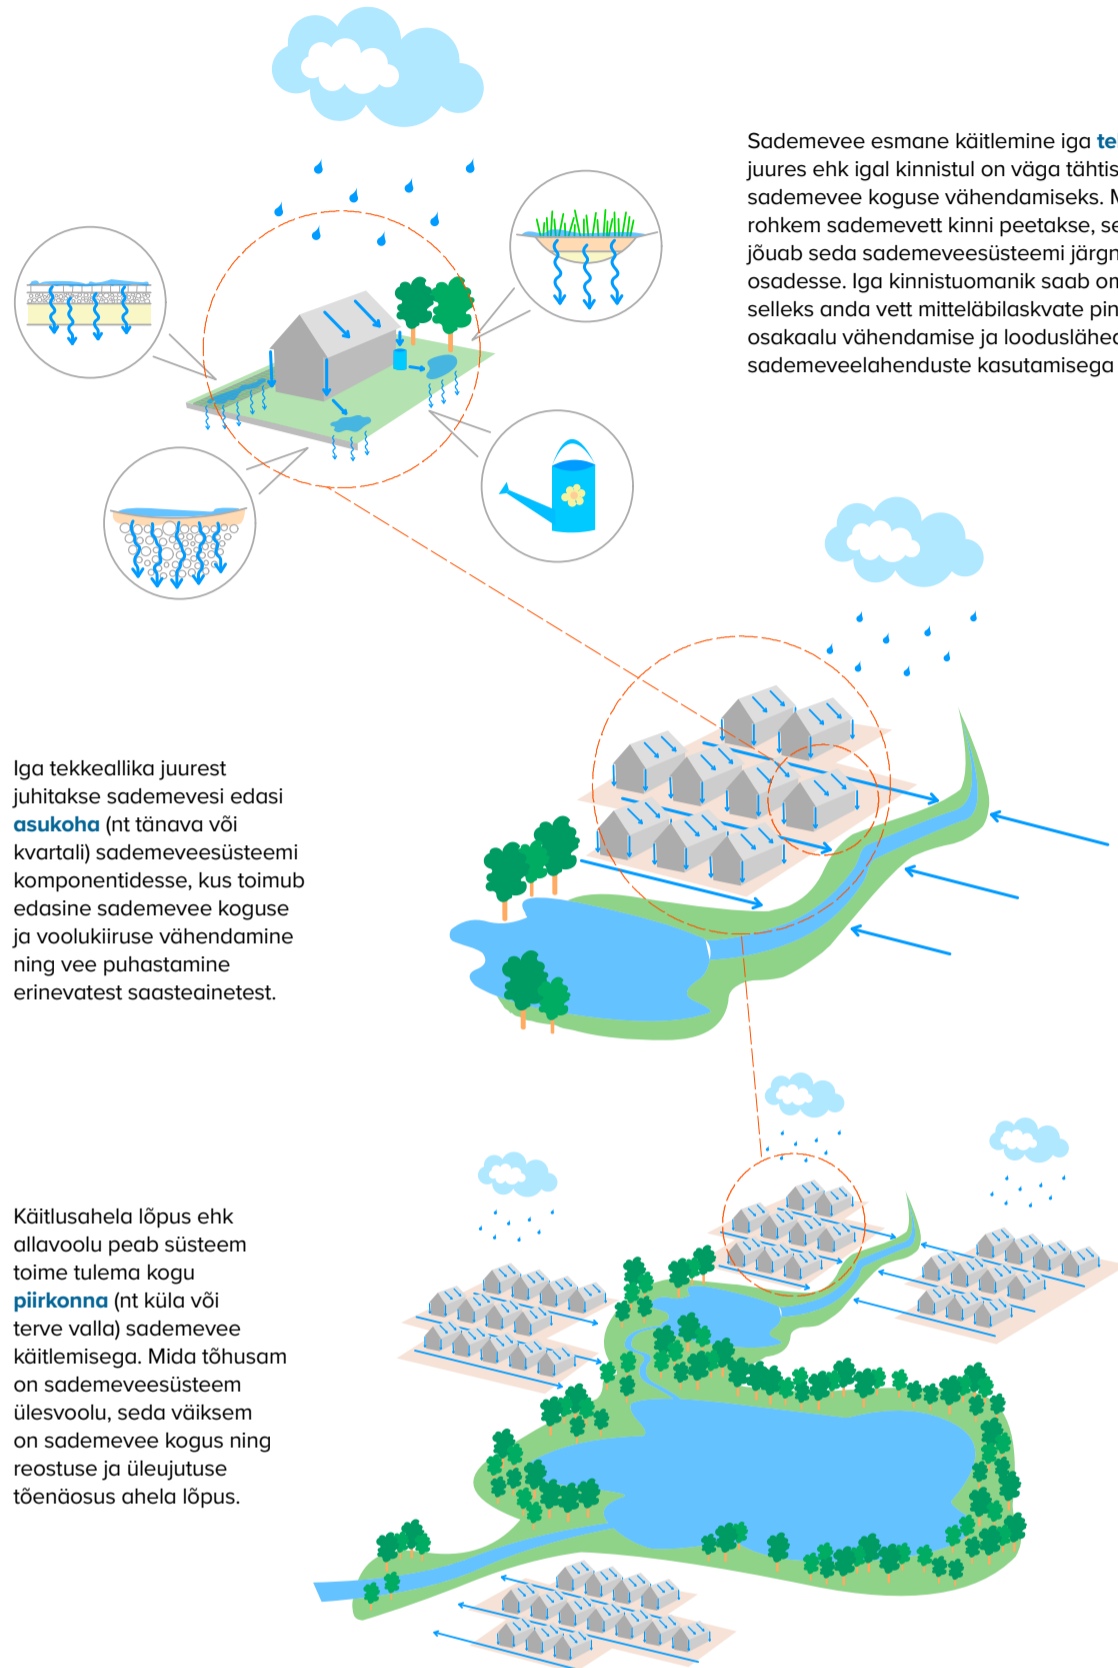 Sademevee esmane käitlemine iga
juures ehk igal kinnistul on väga tähtis
sademevee koguse vähendamiseks.
rohkem sademevett kinni peetakse,
jõuab seda sademeveesüsteemi
osadesse. Iga kinnistuomanik saab
selleks anda vett mitteläbilaskvate
osakaalu vähendamise ja
sademeveelahenduste kasutamisega
Iga tekkeallika juurest
juhitakse sademevesi edasi
asukoha (nt tänava või
kvartali) sademeveesüsteemi
komponentidesse, kus toimub
edasine sademevee koguse
ja voolukiiruse vähendamine
ning vee puhastamine
erinevatest saasteainetest.
Käitlusahela lõpus ehk
allavoolu peab süsteem
toime tulema kogu
piirkonna (nt küla või
terve valla) sademevee
käitlemisega. Mida tõhusam
on sademeveesüsteem
ülesvoolu, seda väiksem
on sademevee kogus ning
reostuse ja üleujutuse
tõenäosus ahela lõpus.